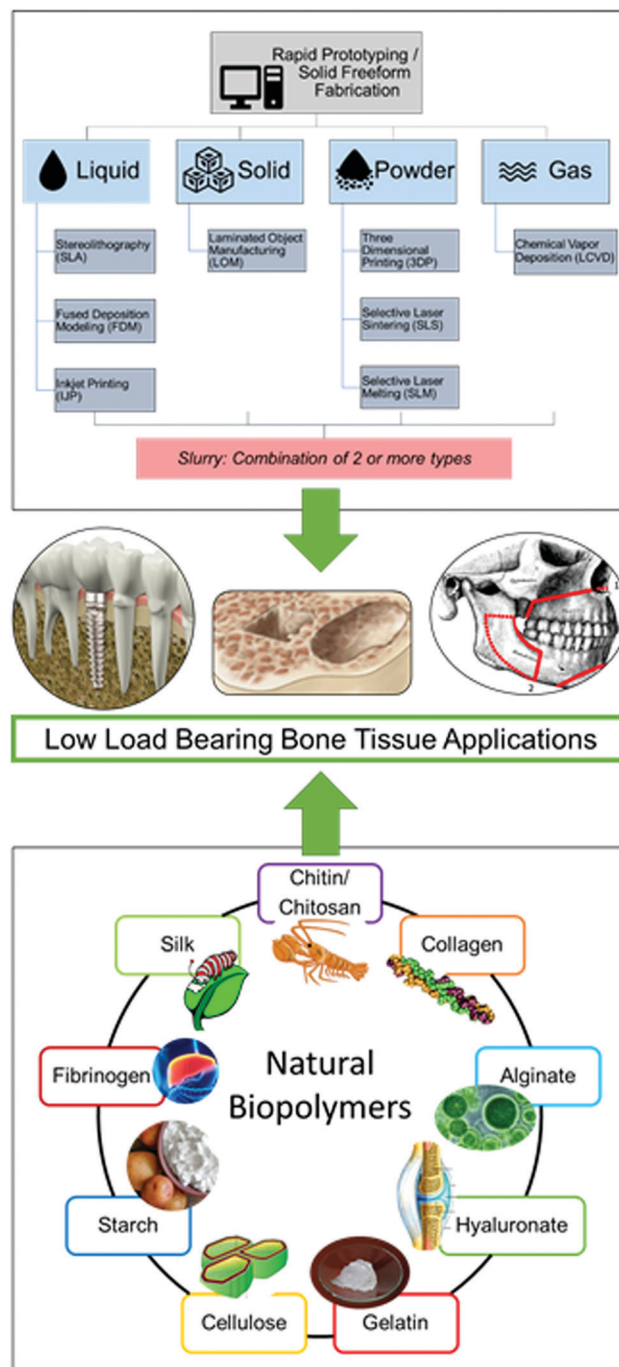 Rapid Prototyping /
Solid Freeform
Fabrication
Liquid
Solid
Powder
Gas
Stereolithography
(SLA)
Laminated Object
Manufacturing
(LOM)
Three
Dimensional
Printing (3DP)
Chemical Vapor
Deposition (LCVD)
Fused Deposition
Modeling (FDM)
Selective Laser
Sintering (SLS)
Inkjet Printing
(IJP)
Selective Laser
Melting (SLM)
Slurry: Combination of 2 or more types
1
2
Low Load Bearing Bone Tissue Applications
Chitin/
Chitosan
Silk
Collagen
Fibrinogen
Natural
Biopolymers
Alginate
Starch
Hyaluronate
Cellulose
Gelatin